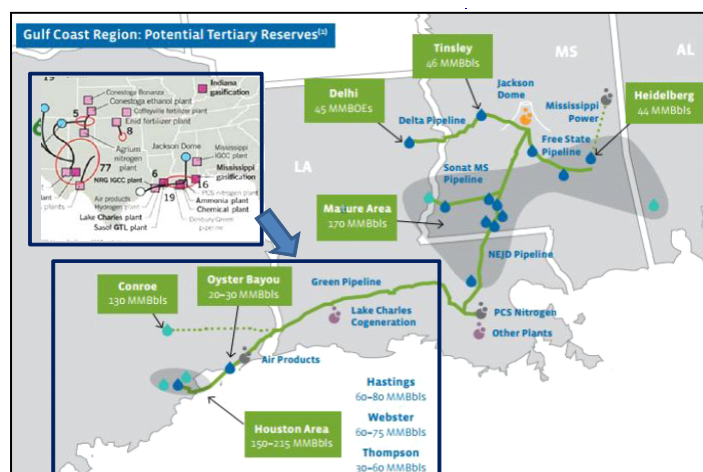 Gulf Coast Region: Potential Tertiary Reserves(1)
MS
AL
LA
Tinsley
46 MMBbls
Delhi
45 MMBOEs
Jackson
Dome
Mississippi
Power
Heidelberg
44 MMBbls
Delta Pipeline
Free State
Pipeline
Sonat MS
Pipeline
Mature Area
170 MMBbls
NEJD Pipeline
Indiana
gasification
Conestoga Bonanza
Conestoga ethanol plant
5
Coffeyville fertilizer plant
Enid fertilizer plant
8
Agrium
nitrogen
plant
Jackson Dome
Mississippi
IGCC plant
77
Mississippi
gasification
NRG IGCC plant
6
16
PCS nitrogen plant
Air products
Hydrogen plant
19
Ammonia plant
Chemical plant
Lake Charles plant
Sasol GTL plant
Denbury Green
pipeline
Conroe
130 MMBbls
Oyster Bayou
20–30 MMBbls
Green Pipeline
Lake Charles
Cogeneration
PCS Nitrogen
Other Plants
Air Products
Houston Area
150–215 MMBbls
Hastings
60–80 MMBbls
Webster
60–75 MMBbls
Thompson
30–60 MMBbls